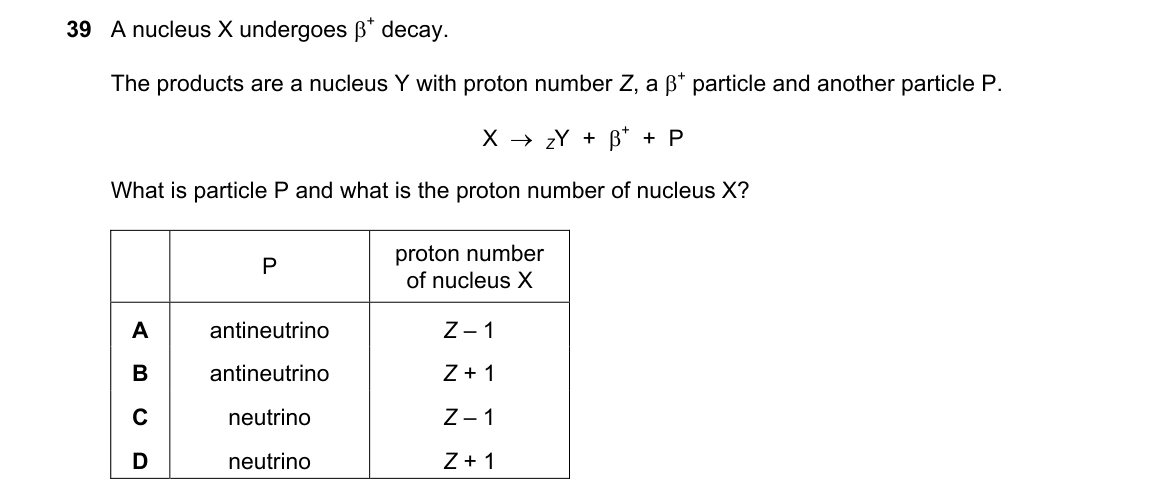 39 A nucleus X undergoes β⁺ decay.
The products are a nucleus Y with proton number Z, a β⁺ particle and another particle P.
X → ZY + β⁺ + P
What is particle P and what is the proton number of nucleus X?
P proton number
of nucleus X
A antineutrino Z – 1
B antineutrino Z + 1
C neutrino Z – 1
D neutrino Z + 1